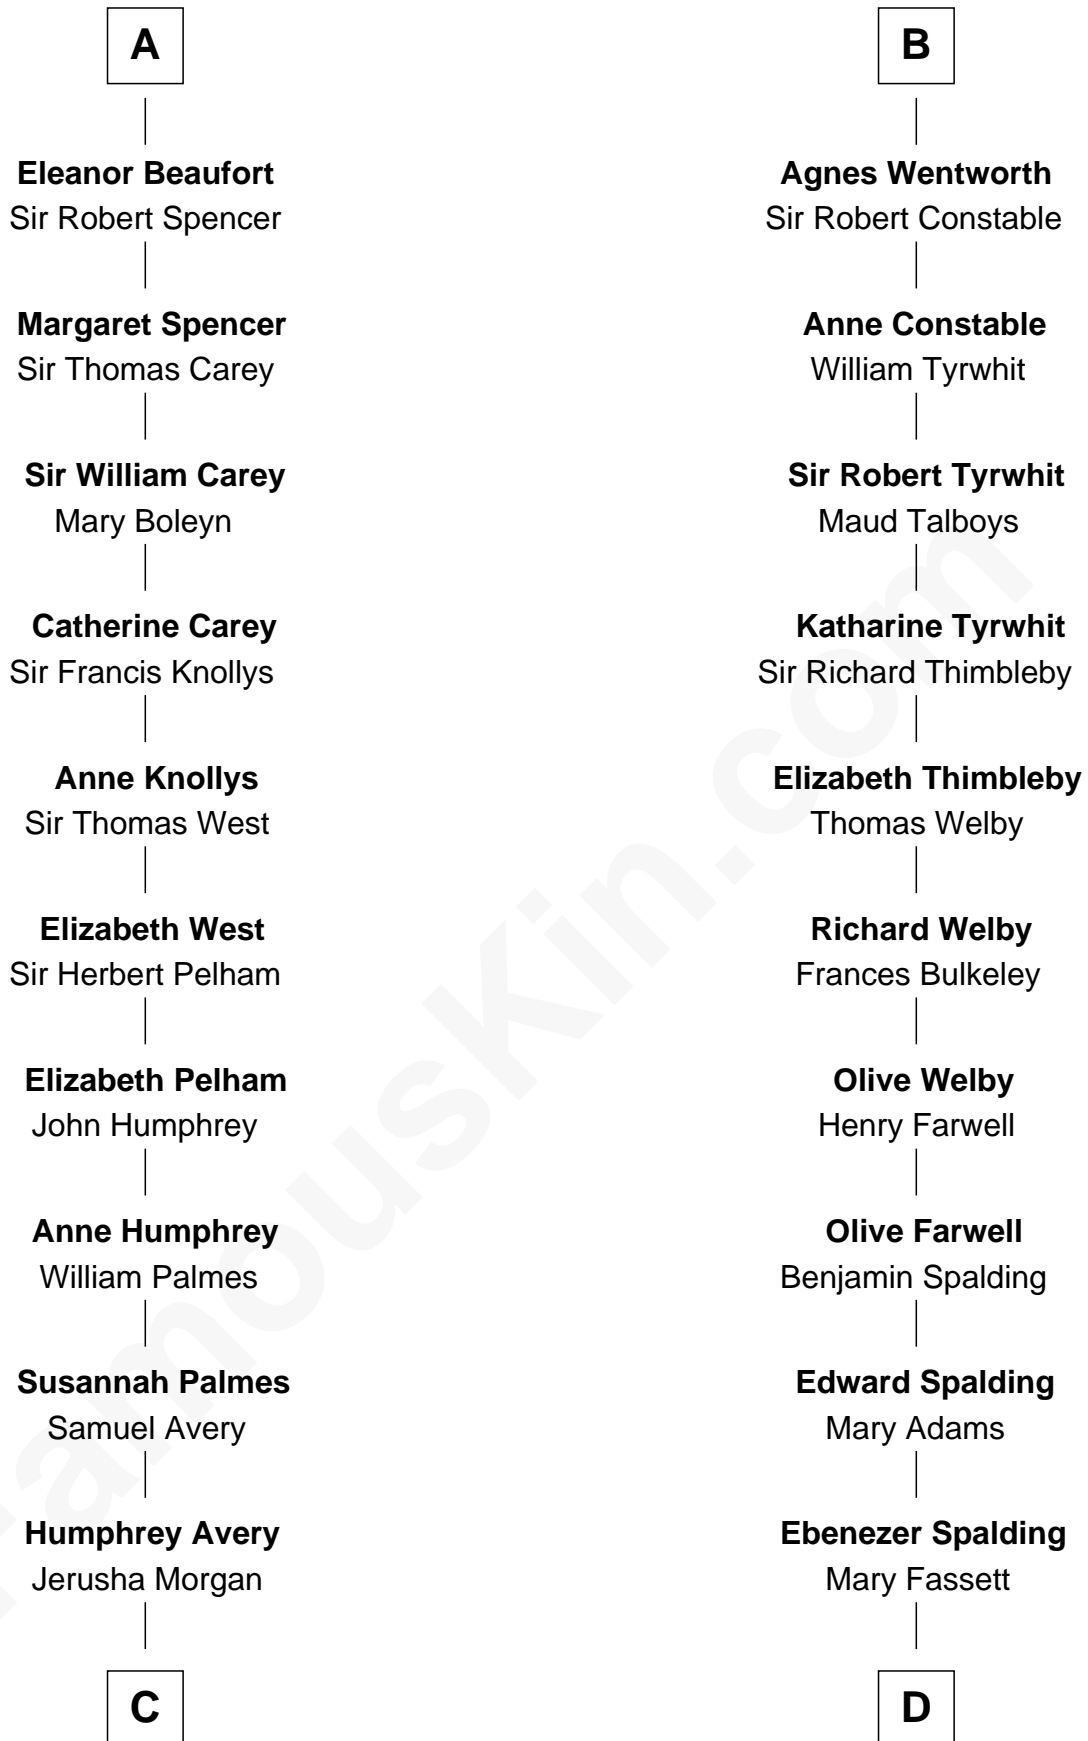 A
Eleanor Beaufort
Sir Robert Spencer
Margaret Spencer
Sir Thomas Carey
Sir William Carey
Mary Boleyn
Catherine Carey
Sir Francis Knollys
Anne Knollys
Sir Thomas West
Elizabeth West
Sir Herbert Pelham
Elizabeth Pelham
John Humphrey
Anne Humphrey
William Palmes
Susannah Palmes
Samuel Avery
Humphrey Avery
Jerusha Morgan
C
B
Agnes Wentworth
Sir Robert Constable
Anne Constable
William Tyrwhit
Sir Robert Tyrwhit
Maud Talboys
Katharine Tyrwhit
Sir Richard Thimbleby
Elizabeth Thimbleby
Thomas Welby
Richard Welby
Frances Bulkeley
Olive Welby
Henry Farwell
Olive Farwell
Benjamin Spalding
Edward Spalding
Mary Adams
Ebenezer Spalding
Mary Fassett
D
FamousKin.com